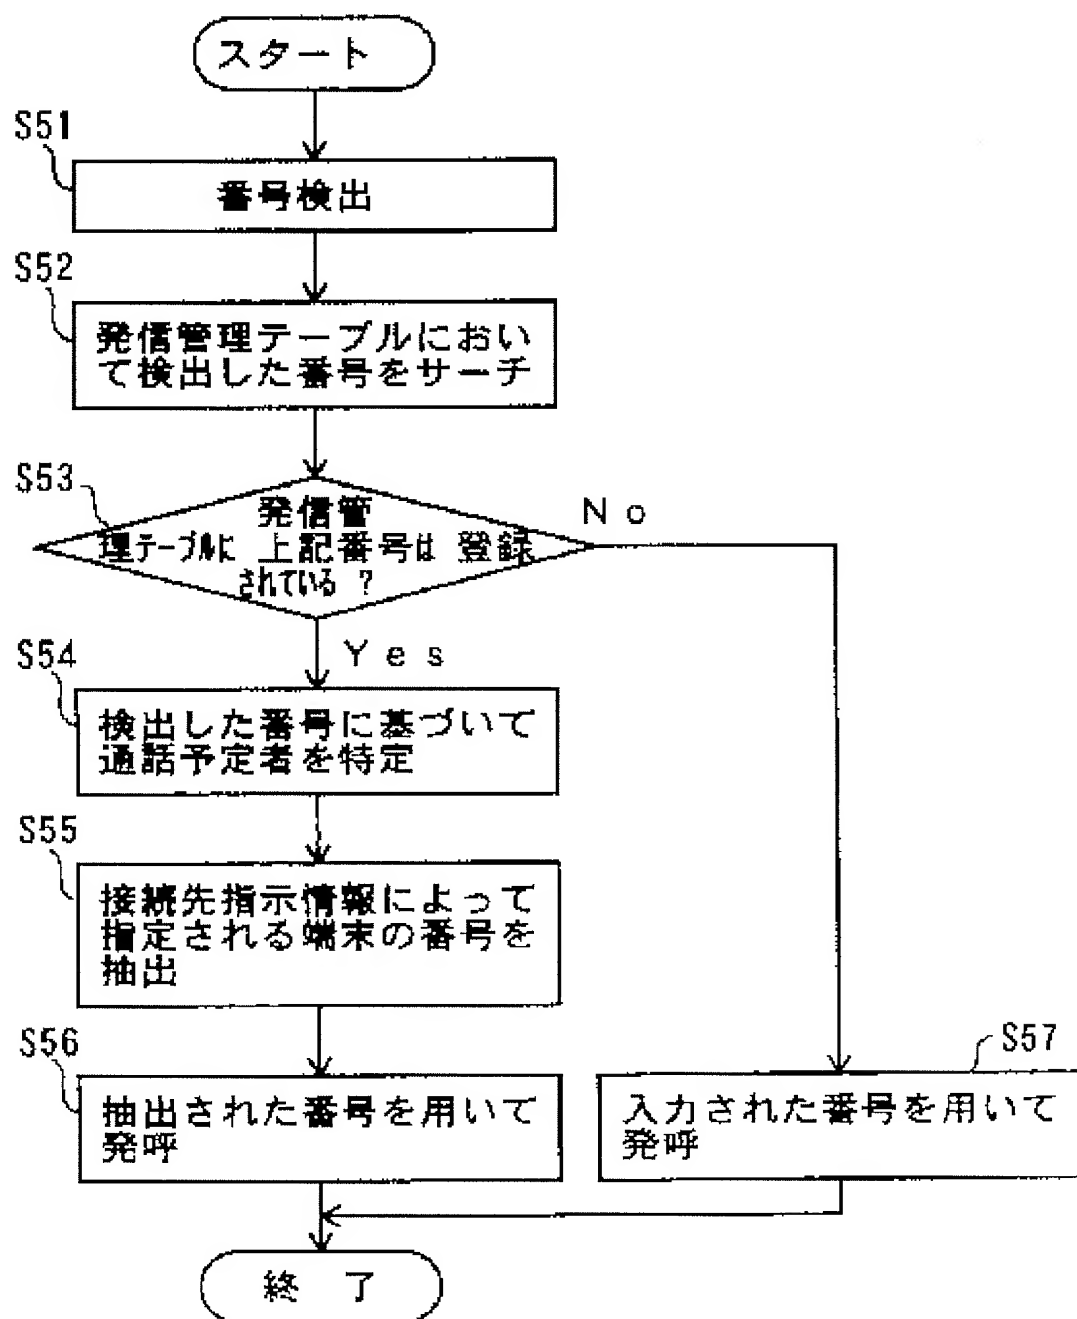 スタート
S51
番号検出
S52
発信管理テーブルにおい
て検出した番号をサーチ
S53
発信管
理テーブルに 上記番号は 登録
されている ?
No
Yes
S54
検出した番号に基づいて
通話予定者を特定
S55
接続先指示情報によって
指定される端末の番号を
抽出
S56
抽出された番号を用いて
発呼
S57
入力された番号を用いて
発呼
終 了